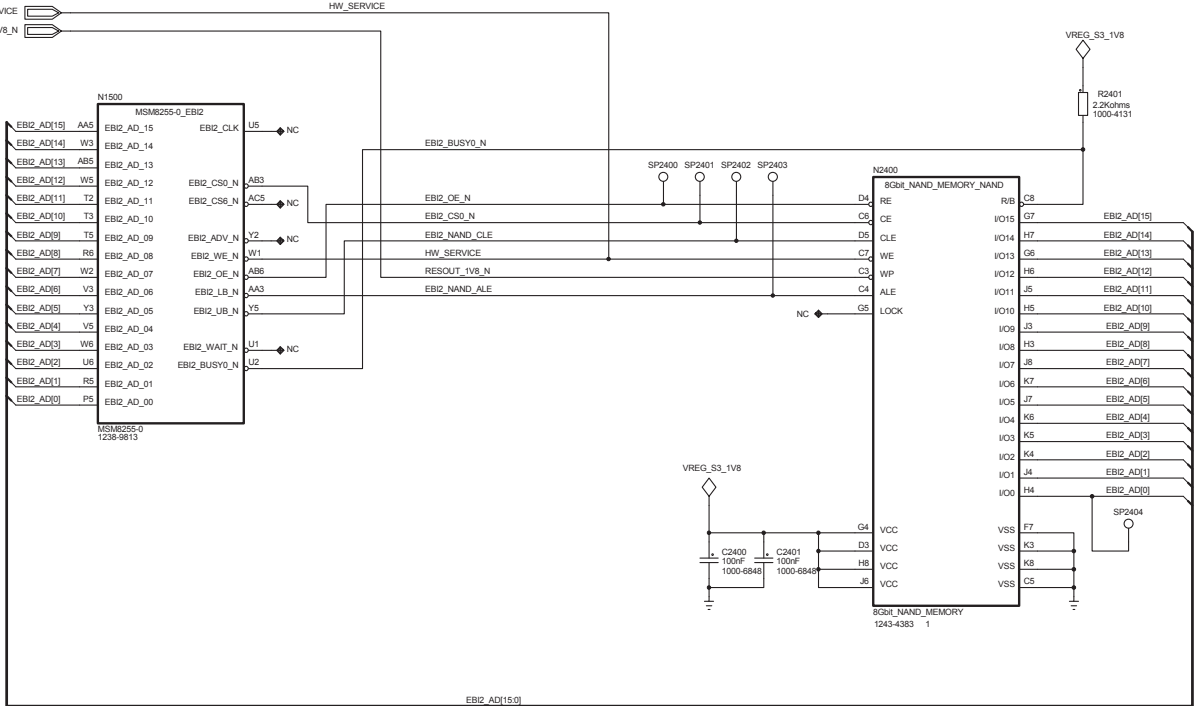 VICE
HW_SERVICE
V8_N
VREG_S3_1V8
R2401
2.2Kohms
1000-4131
N1500
MSM8255-0_EBI2
EBI2_AD[15] AA5 EBI2_AD_15 EBI2_CLK U5 NC
EBI2_AD[14] W3 EBI2_AD_14
EBI2_BUSY0_N
EBI2_AD[13] AB5 EBI2_AD_13
SP2400 SP2401 SP2402 SP2403
N2400
8Gbit_NAND_MEMORY_NAND
EBI2_AD[12] W5 EBI2_AD_12 EBI2_CS0_N AB3
EBI2_AD[11] T2 EBI2_AD_11 EBI2_CS6_N AC5 NC EBI2_OE_N D4 RE R/B C8
EBI2_AD[10] T3 EBI2_AD_10 EBI2_CS0_N C6 CE I/O15 G7 EBI2_AD[15]
EBI2_AD[9] T5 EBI2_AD_09 EBI2_ADV_N Y2 NC EBI2_NAND_CLE D5 CLE I/O14 H7 EBI2_AD[14]
EBI2_AD[8] R6 EBI2_AD_08 EBI2_WE_N W1 HW_SERVICE C7 WE I/O13 G6 EBI2_AD[13]
EBI2_AD[7] W2 EBI2_AD_07 EBI2_OE_N AB6 RESOUT_1V8_N C3 WP I/O12 H6 EBI2_AD[12]
EBI2_AD[6] V3 EBI2_AD_06 EBI2_LB_N AA3 EBI2_NAND_ALE C4 ALE I/O11 J5 EBI2_AD[11]
EBI2_AD[5] Y3 EBI2_AD_05 EBI2_UB_N Y5 NC G5 LOCK I/O10 H5 EBI2_AD[10]
EBI2_AD[4] V5 EBI2_AD_04 I/O9 J3 EBI2_AD[9]
EBI2_AD[3] W6 EBI2_AD_03 EBI2_WAIT_N U1 NC I/O8 H3 EBI2_AD[8]
EBI2_AD[2] U6 EBI2_AD_02 EBI2_BUSY0_N U2 I/O7 J8 EBI2_AD[7]
EBI2_AD[1] R5 EBI2_AD_01 I/O6 K7 EBI2_AD[6]
EBI2_AD[0] P5 EBI2_AD_00 I/O5 J7 EBI2_AD[5]
MSM8255-0
1238-9813
I/O4 K6 EBI2_AD[4]
I/O3 K5 EBI2_AD[3]
I/O2 K4 EBI2_AD[2]
VREG_S3_1V8
I/O1 J4 EBI2_AD[1]
I/O0 H4 EBI2_AD[0]
SP2404
G4 VCC VSS F7
C2400
100nF
1000-6848
C2401
100nF
1000-6848
D3 VCC VSS K3
H8 VCC VSS K8
J6 VCC VSS C5
8Gbit_NAND_MEMORY
1243-4383 1
EBI2_AD[15:0]